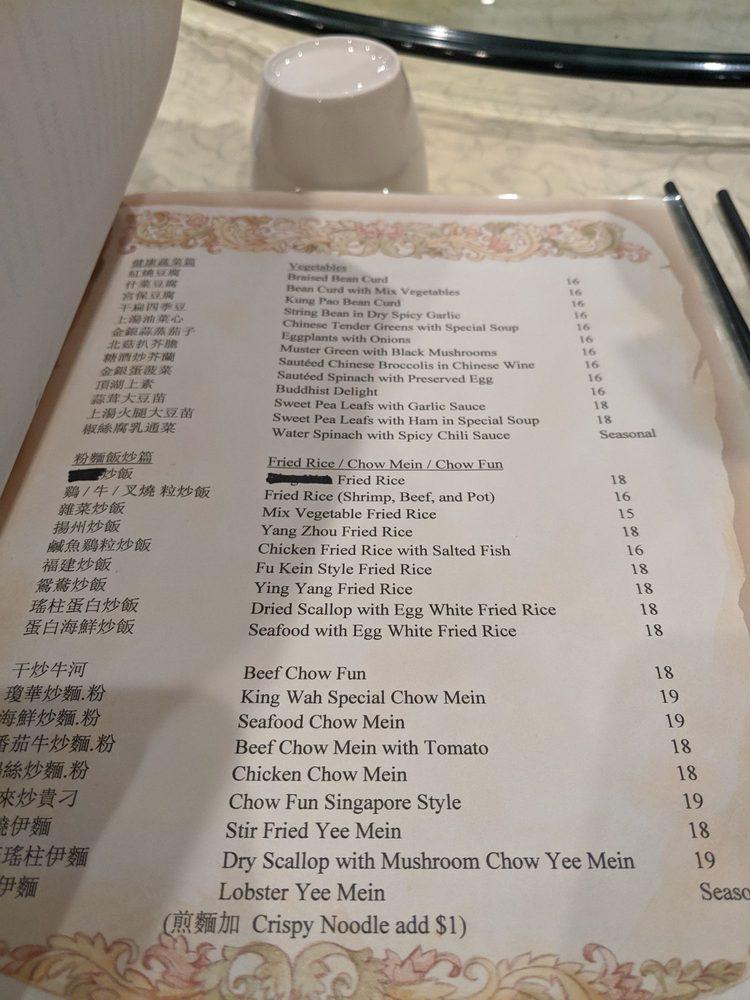 健康蔬菜篇 Vegetables
紅燒豆腐 Braised Bean Curd 16
什菜豆腐 Bean Curd with Mix Vegetables 16
宮保豆腐 Kung Pao Bean Curd 16
干扁四季豆 String Bean in Dry Spicy Garlic 16
上湯油菜心 Chinese Tender Greens with Special Soup 16
金銀蒜蒸茄子 Eggplants with Onions 16
北菇扒芥膽 Muster Green with Black Mushrooms 16
糖酒炒芥蘭 Sautéed Chinese Broccolis in Chinese Wine 16
金銀蛋菠菜 Sautéed Spinach with Preserved Egg 16
頂湖上素 Buddhist Delight 16
蒜茸大豆苗 Sweet Pea Leafs with Garlic Sauce 18
上湯火腿大豆苗 Sweet Pea Leafs with Ham in Special Soup 18
椒絲腐乳通菜 Water Spinach with Spicy Chili Sauce Seasonal
粉麵飯炒篇 Fried Rice / Chow Mein / Chow Fun
炒飯 Fried Rice 18
鷄 / 牛 / 叉燒 粒炒飯 Fried Rice (Shrimp, Beef, and Pot) 16
雜菜炒飯 Mix Vegetable Fried Rice 15
揚州炒飯 Yang Zhou Fried Rice 18
鹹魚鷄粒炒飯 Chicken Fried Rice with Salted Fish 16
福建炒飯 Fu Kein Style Fried Rice 18
鴛鴦炒飯 Ying Yang Fried Rice 18
瑤柱蛋白炒飯 Dried Scallop with Egg White Fried Rice 18
蛋白海鮮炒飯 Seafood with Egg White Fried Rice 18
干炒牛河 Beef Chow Fun 18
瓊華炒麵.粉 King Wah Special Chow Mein 19
海鮮炒麵.粉 Seafood Chow Mein 19
番茄牛炒麵.粉 Beef Chow Mein with Tomato 18
絲炒麵.粉 Chicken Chow Mein 18
來炒貴刁 Chow Fun Singapore Style 19
燒伊麵 Stir Fried Yee Mein 18
瑤柱伊麵 Dry Scallop with Mushroom Chow Yee Mein 19
伊麵 Lobster Yee Mein Seaso
(煎麵加 Crispy Noodle add $1)